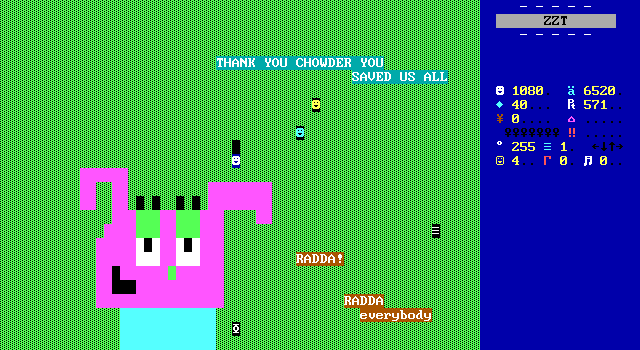 ZZT
THANK YOU CHOWDER YOU
SAVED US ALL
1080 ä 6520
40 R 571
¥ 0
‼
° 255 ≡ 1 ←↓↑→
4 Γ 0 ♫ 0
RADDA!
RADDA
everybody